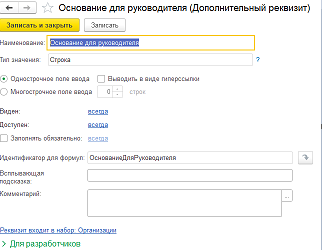 Основание для руководителя (Дополнительный реквизит)
Записать и закрыть Записать
Наименование: Основание для руководителя
Тип значения: Строка ?
Однострочное поле ввода Выводить в виде гиперссылки
Многострочное поле ввода 0 строк
Виден: всегда
Доступен: всегда
Заполнять обязательно: всегда
Идентификатор для формул: ОснованиеДляРуководителя
Всплывающая
подсказка:
Комментарий:
...
Реквизит входит в набор: Организации
Для разработчиков